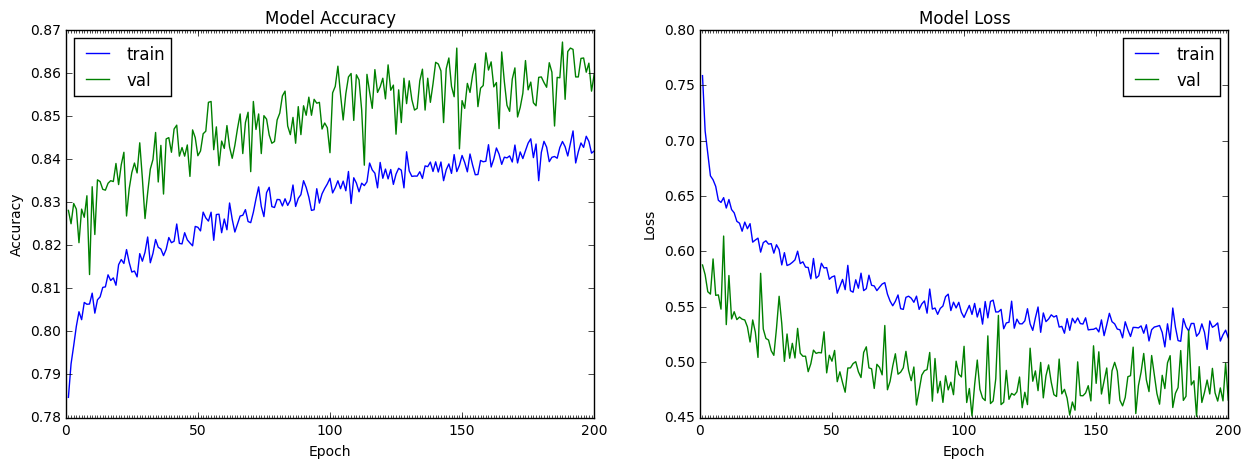 Model Accuracy
0.87
0.86
0.85
0.84
0.83
0.82
0.81
0.80
0.79
0.78
Accuracy
train
val
0 50 100 150 200
Epoch
Model Loss
0.80
0.75
0.70
0.65
0.60
0.55
0.50
0.45
Loss
train
val
0 50 100 150 200
Epoch